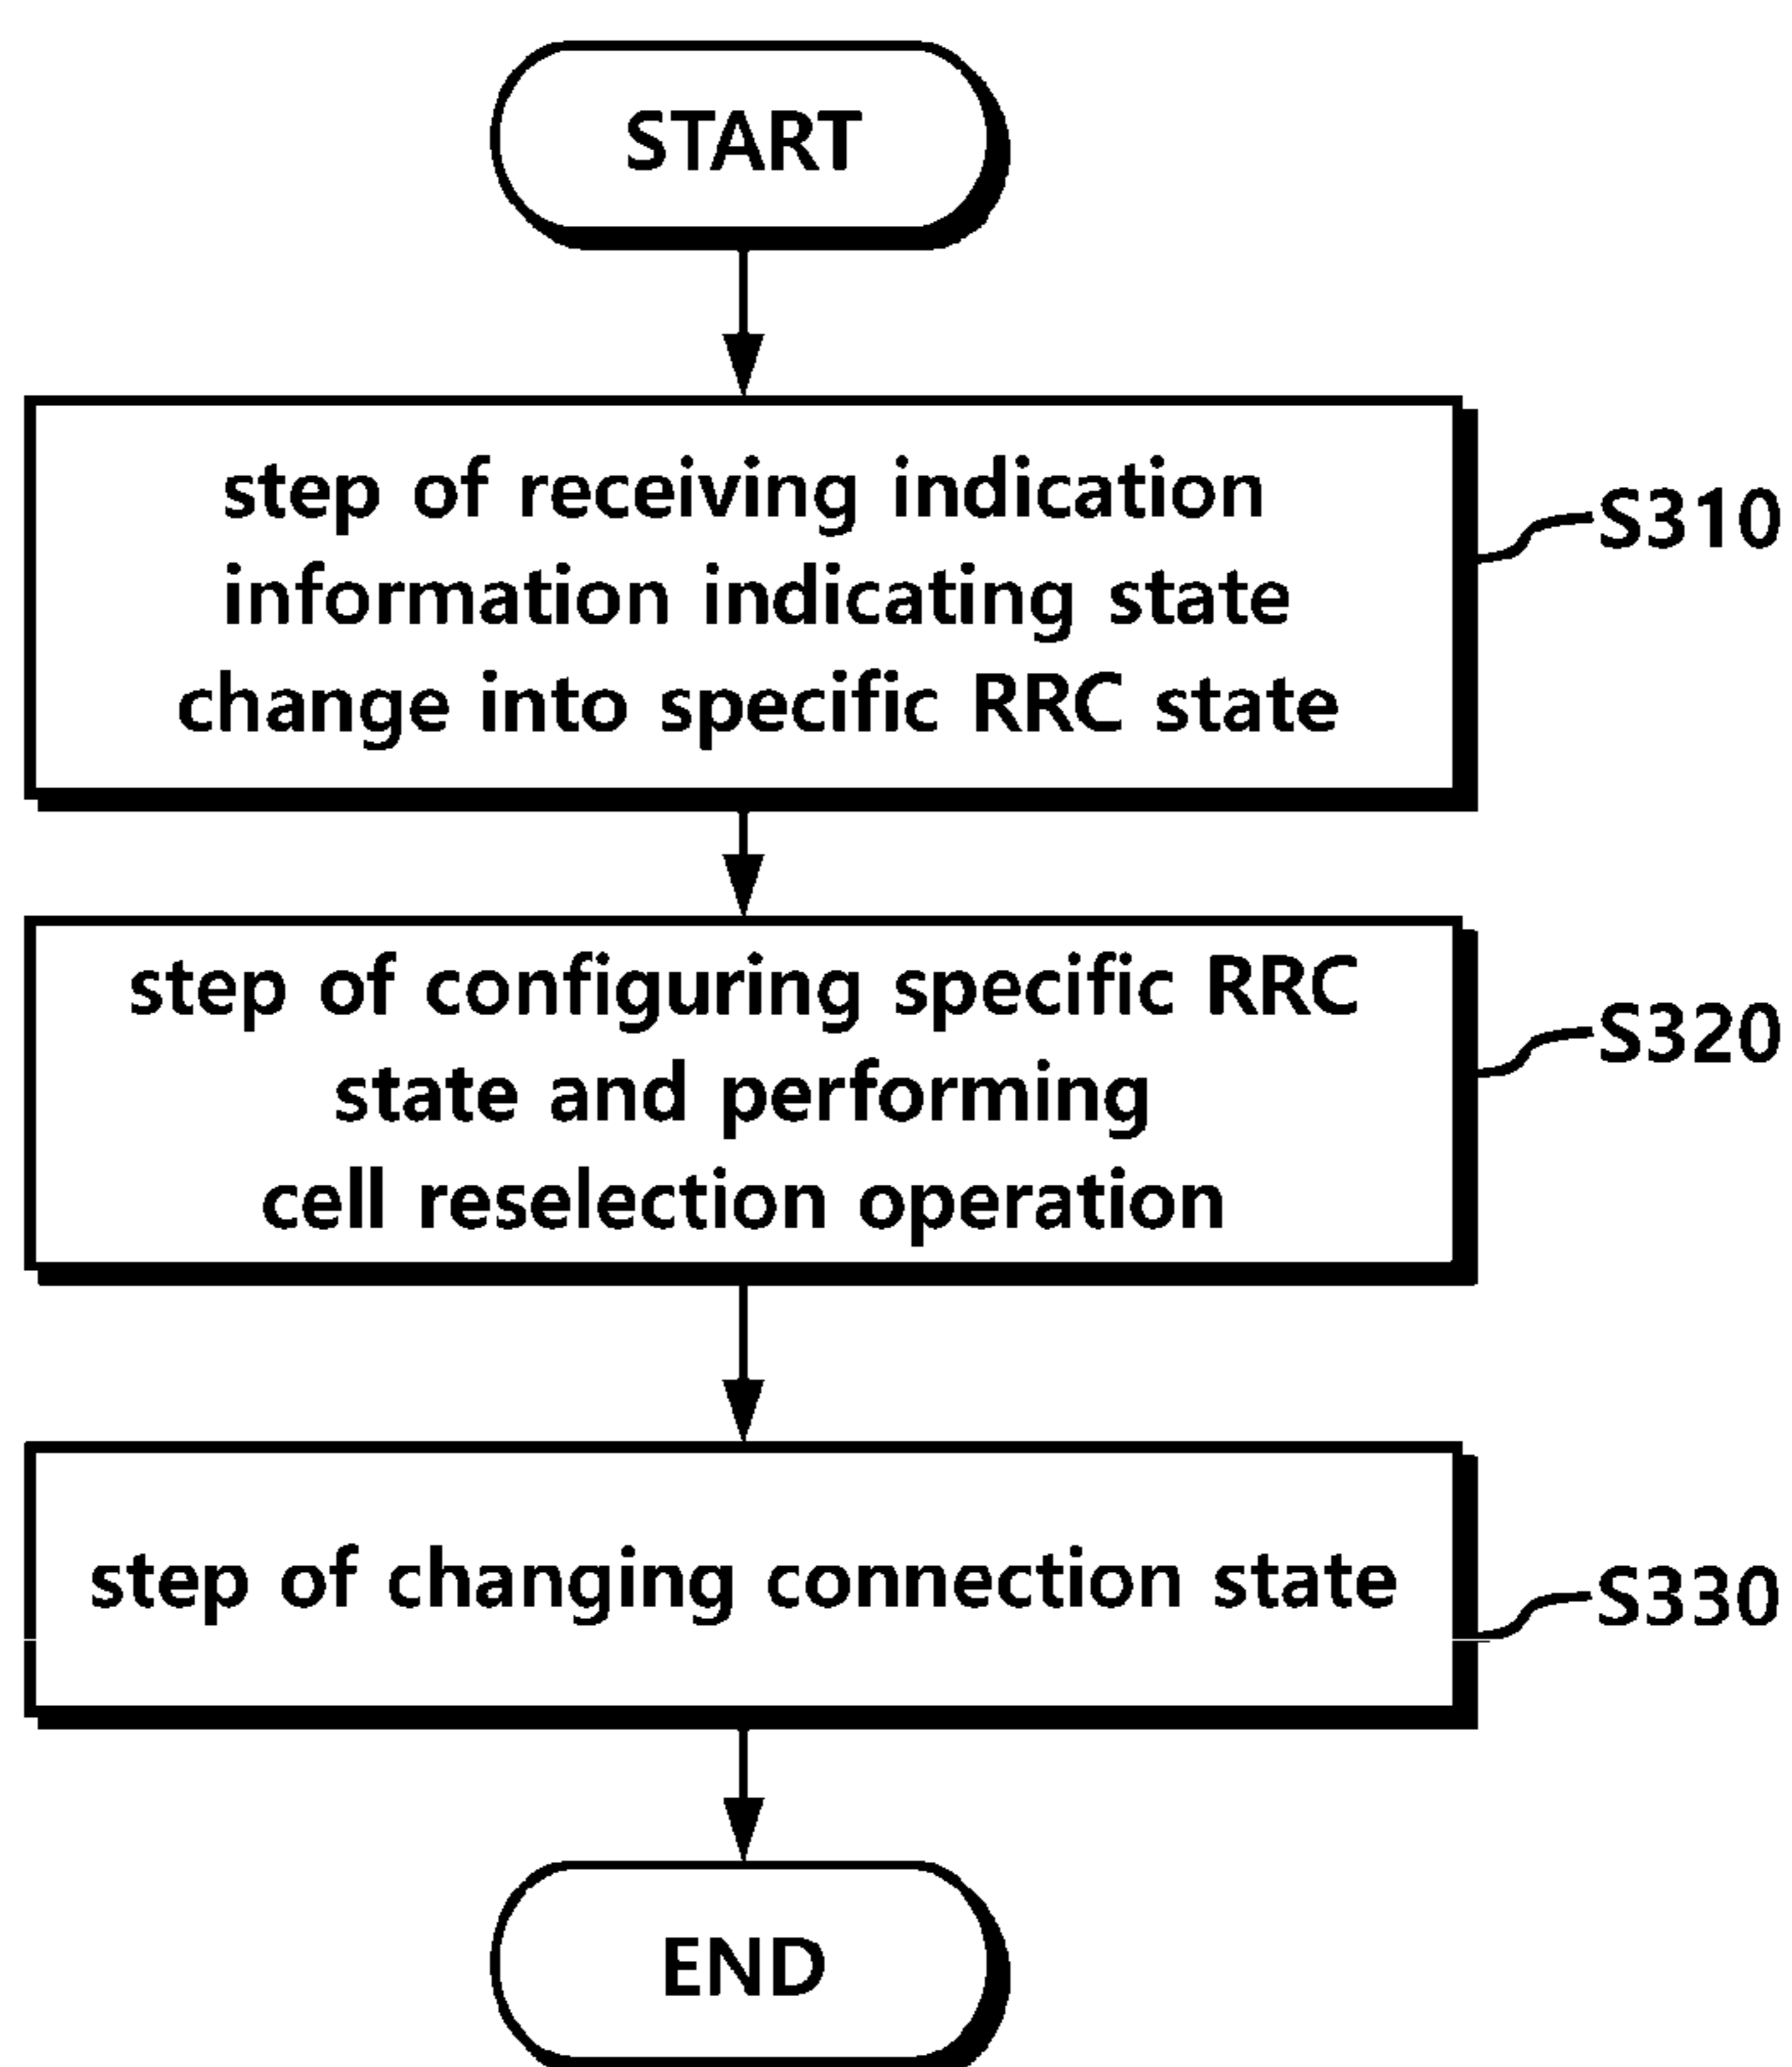 START
step of receiving indication
information indicating state
change into specific RRC state
S310
step of configuring specific RRC
state and performing
cell reselection operation
S320
step of changing connection state
S330
END